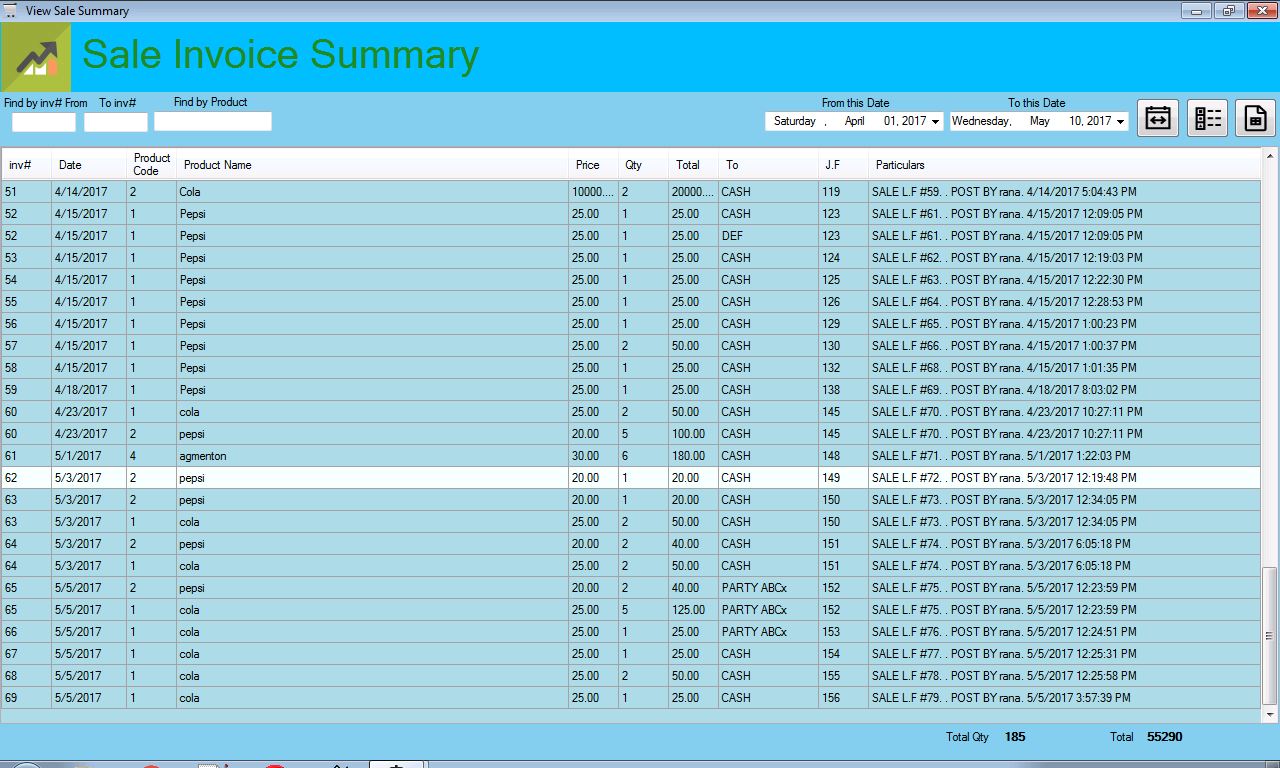 View Sale Summary
Sale Invoice Summary
Find by inv# From To inv# Find by Product From this Date To this Date
Saturday , April 01, 2017 Wednesday, May 10, 2017
inv# Date Product Code Product Name Price Qty Total To J.F Particulars
51 4/14/2017 2 Cola 10000.... 2 20000.... CASH 119 SALE L.F #59. . POST BY rana. 4/14/2017 5:04:43 PM
52 4/15/2017 1 Pepsi 25.00 1 25.00 CASH 123 SALE L.F #61. . POST BY rana. 4/15/2017 12:09:05 PM
52 4/15/2017 1 Pepsi 25.00 1 25.00 DEF 123 SALE L.F #61. . POST BY rana. 4/15/2017 12:09:05 PM
53 4/15/2017 1 Pepsi 25.00 1 25.00 CASH 124 SALE L.F #62. . POST BY rana. 4/15/2017 12:19:03 PM
54 4/15/2017 1 Pepsi 25.00 1 25.00 CASH 125 SALE L.F #63. . POST BY rana. 4/15/2017 12:22:30 PM
55 4/15/2017 1 Pepsi 25.00 1 25.00 CASH 126 SALE L.F #64. . POST BY rana. 4/15/2017 12:28:53 PM
56 4/15/2017 1 Pepsi 25.00 1 25.00 CASH 129 SALE L.F #65. . POST BY rana. 4/15/2017 1:00:23 PM
57 4/15/2017 1 Pepsi 25.00 2 50.00 CASH 130 SALE L.F #66. . POST BY rana. 4/15/2017 1:00:37 PM
58 4/15/2017 1 Pepsi 25.00 1 25.00 CASH 132 SALE L.F #68. . POST BY rana. 4/15/2017 1:01:35 PM
59 4/18/2017 1 Pepsi 25.00 1 25.00 CASH 138 SALE L.F #69. . POST BY rana. 4/18/2017 8:03:02 PM
60 4/23/2017 1 cola 25.00 2 50.00 CASH 145 SALE L.F #70. . POST BY rana. 4/23/2017 10:27:11 PM
60 4/23/2017 2 pepsi 20.00 5 100.00 CASH 145 SALE L.F #70. . POST BY rana. 4/23/2017 10:27:11 PM
61 5/1/2017 4 agmenton 30.00 6 180.00 CASH 148 SALE L.F #71. . POST BY rana. 5/1/2017 1:22:03 PM
62 5/3/2017 2 pepsi 20.00 1 20.00 CASH 149 SALE L.F #72. . POST BY rana. 5/3/2017 12:19:48 PM
63 5/3/2017 2 pepsi 20.00 1 20.00 CASH 150 SALE L.F #73. . POST BY rana. 5/3/2017 12:34:05 PM
63 5/3/2017 1 cola 25.00 2 50.00 CASH 150 SALE L.F #73. . POST BY rana. 5/3/2017 12:34:05 PM
64 5/3/2017 2 pepsi 20.00 2 40.00 CASH 151 SALE L.F #74. . POST BY rana. 5/3/2017 6:05:18 PM
64 5/3/2017 1 cola 25.00 2 50.00 CASH 151 SALE L.F #74. . POST BY rana. 5/3/2017 6:05:18 PM
65 5/5/2017 2 pepsi 20.00 2 40.00 PARTY ABCx 152 SALE L.F #75. . POST BY rana. 5/5/2017 12:23:59 PM
65 5/5/2017 1 cola 25.00 5 125.00 PARTY ABCx 152 SALE L.F #75. . POST BY rana. 5/5/2017 12:23:59 PM
66 5/5/2017 1 cola 25.00 1 25.00 PARTY ABCx 153 SALE L.F #76. . POST BY rana. 5/5/2017 12:24:51 PM
67 5/5/2017 1 cola 25.00 1 25.00 CASH 154 SALE L.F #77. . POST BY rana. 5/5/2017 12:25:31 PM
68 5/5/2017 1 cola 25.00 2 50.00 CASH 155 SALE L.F #78. . POST BY rana. 5/5/2017 12:25:58 PM
69 5/5/2017 1 cola 25.00 1 25.00 CASH 156 SALE L.F #79. . POST BY rana. 5/5/2017 3:57:39 PM
Total Qty 185 Total 55290